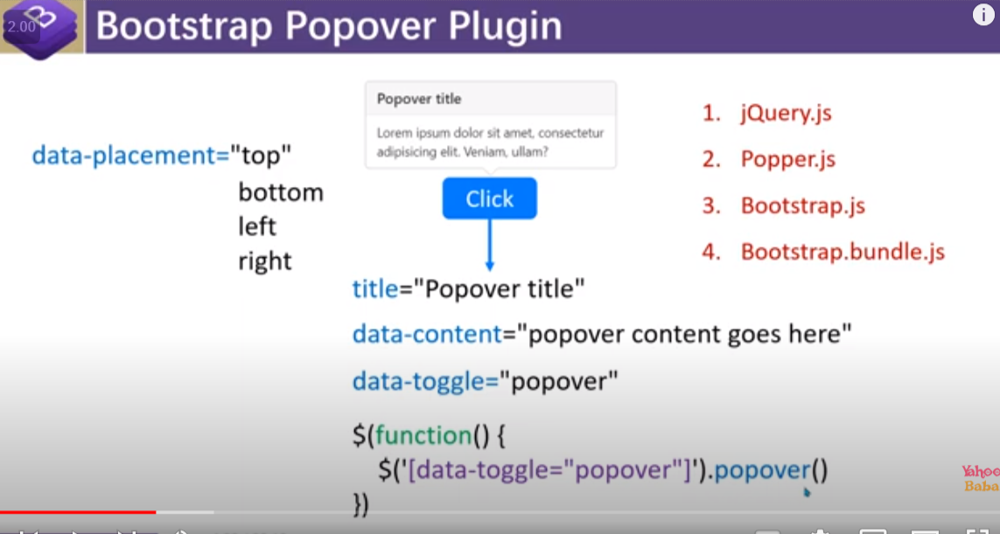 2.00
Bootstrap Popover Plugin
Popover title
Lorem ipsum dolor sit amet, consectetur
adipisicing elit. Veniam, ullam?
Click
data-placement="top"
bottom
left
right
1. jQuery.js
2. Popper.js
3. Bootstrap.js
4. Bootstrap.bundle.js
title="Popover title"
data-content="popover content goes here"
data-toggle="popover"
$(function() {
$('[data-toggle="popover"]').popover()
})
Yahoo
Baba